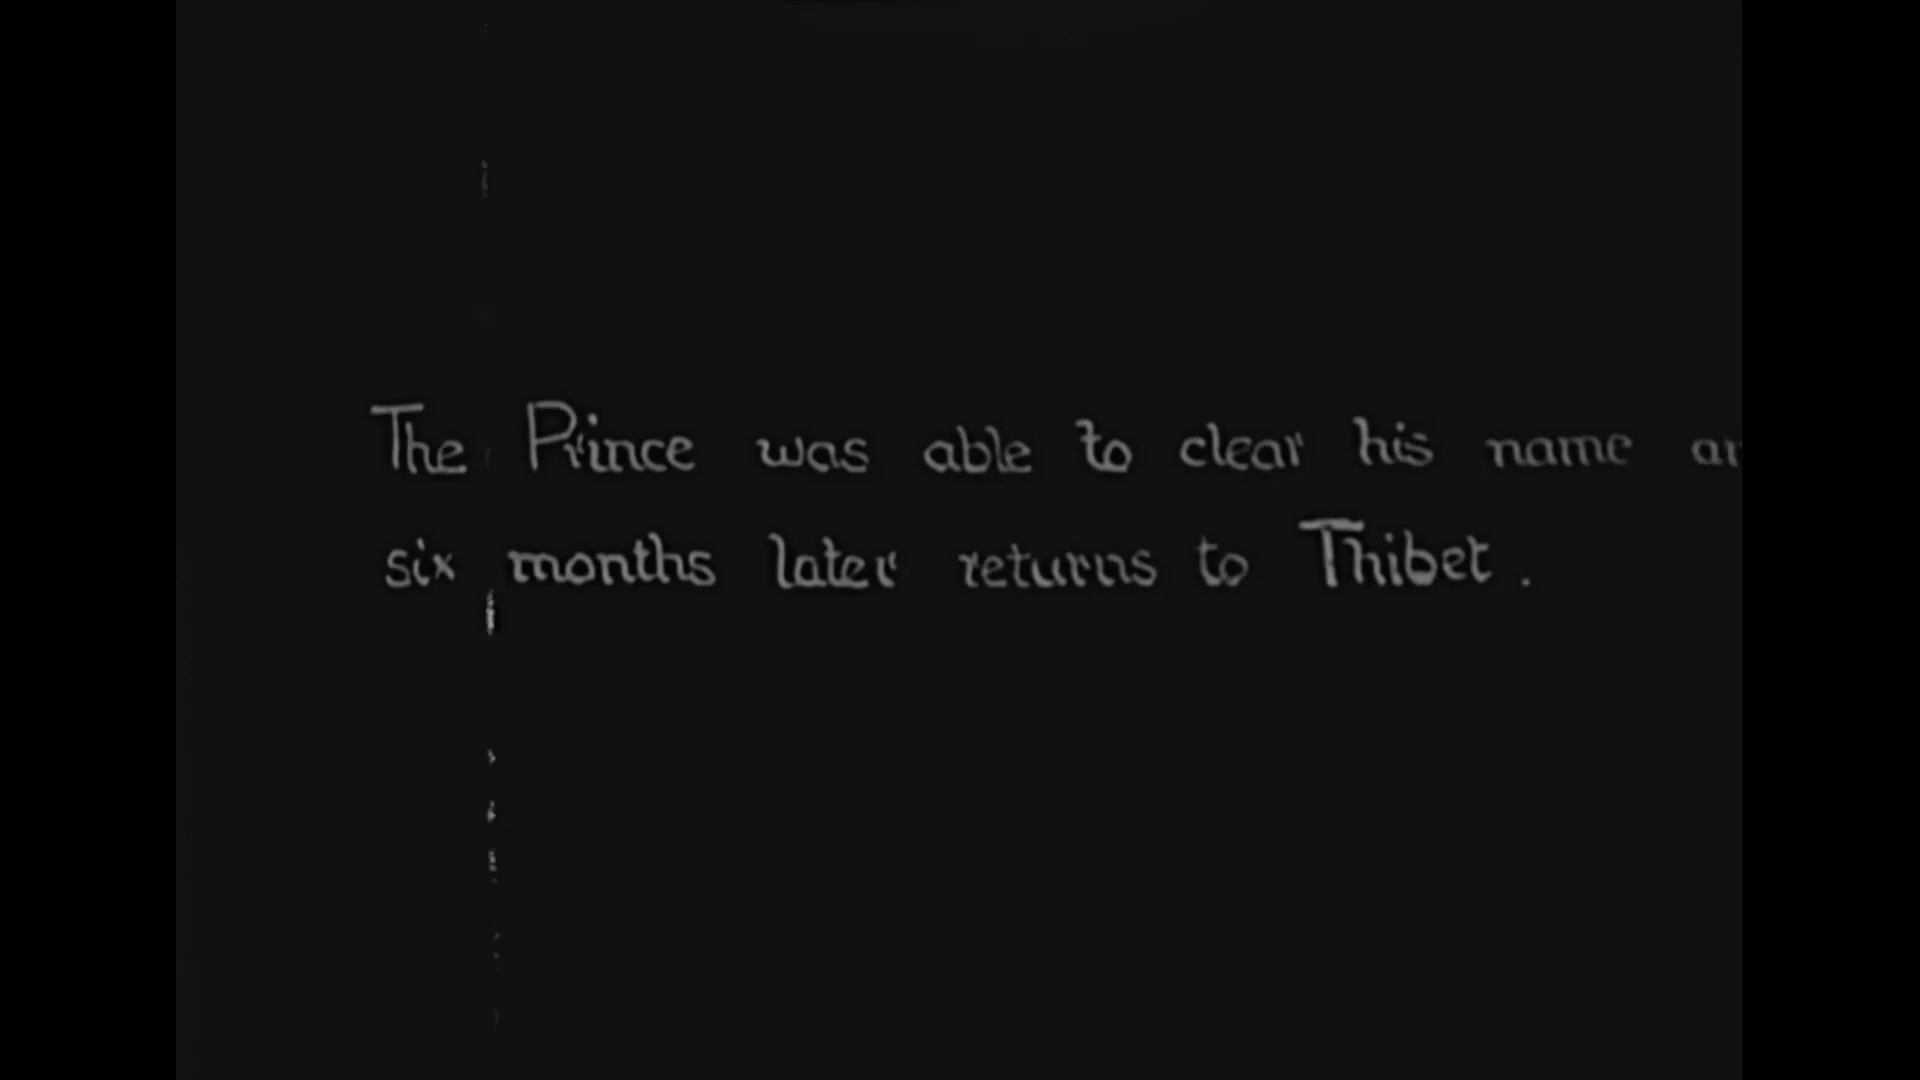 The Prince was able to clear his name
six months later returns to Thibet .